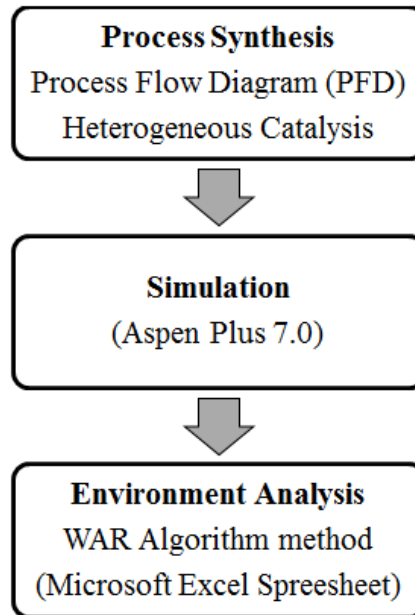 Process Synthesis
Process Flow Diagram (PFD)
Heterogeneous Catalysis
Simulation
(Aspen Plus 7.0)
Environment Analysis
WAR Algorithm method
(Microsoft Excel Spreesheet)